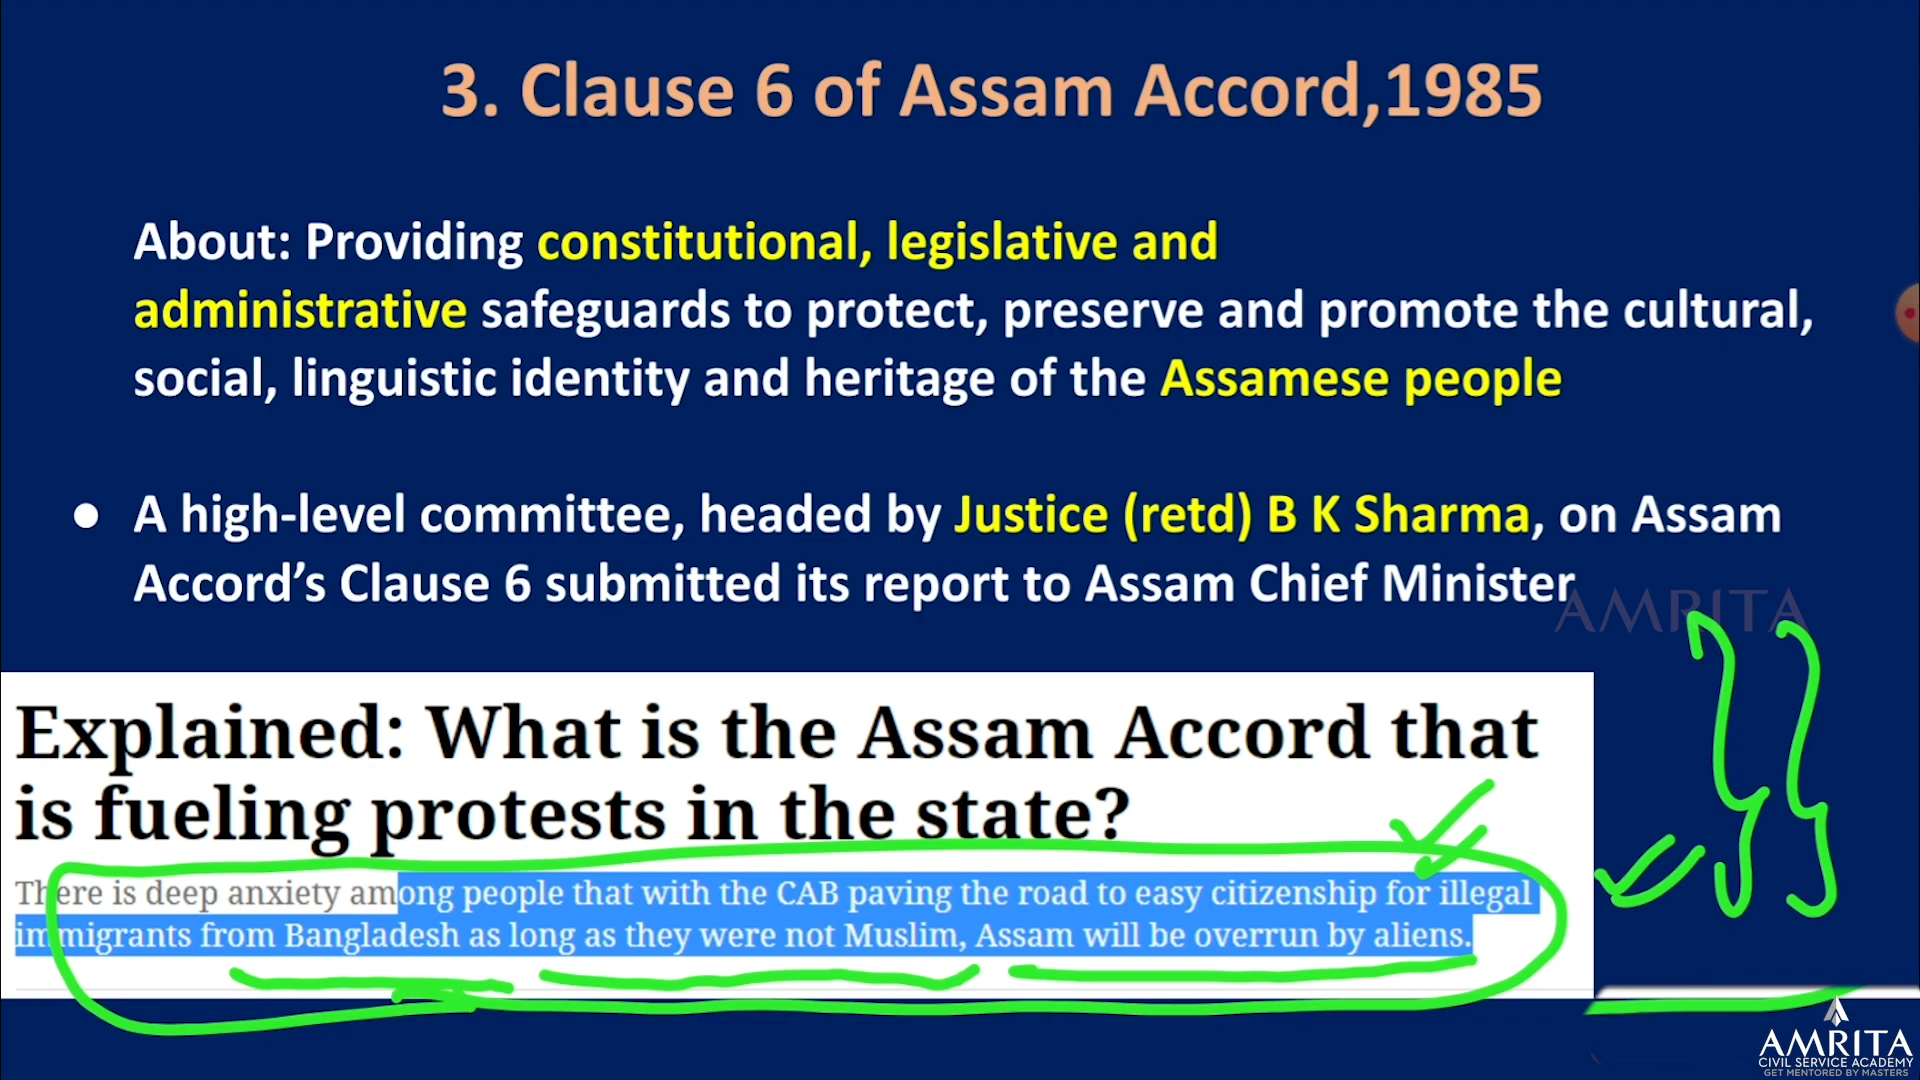 3. Clause 6 of Assam Accord,1985
About: Providing constitutional, legislative and
administrative safeguards to protect, preserve and promote the cultural,
social, linguistic identity and heritage of the Assamese people
● A high-level committee, headed by Justice (retd) B K Sharma, on Assam
Accord’s Clause 6 submitted its report to Assam Chief Minister
AMRITA
Explained: What is the Assam Accord that
is fueling protests in the state?
There is deep anxiety among people that with the CAB paving the road to easy citizenship for illegal
immigrants from Bangladesh as long as they were not Muslim, Assam will be overrun by aliens.
AMRITA
CIVIL SERVICE ACADEMY
GET MENTORED BY MASTERS